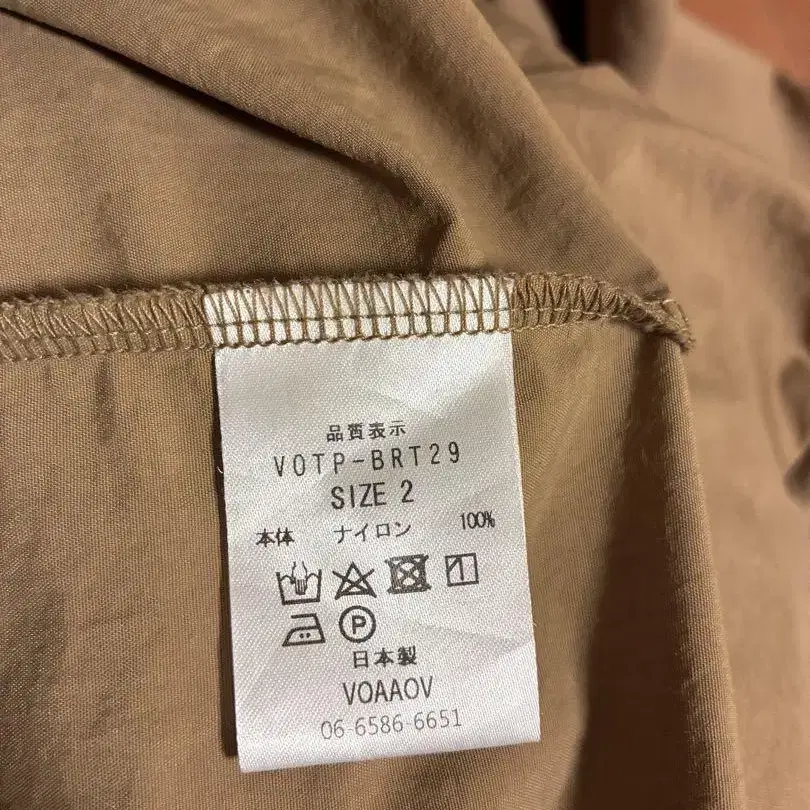 品質表示
VOTP-BRT29
SIZE 2
本体 ナイロン 100%
P
日本製
VOAAOV
06-6586-6651